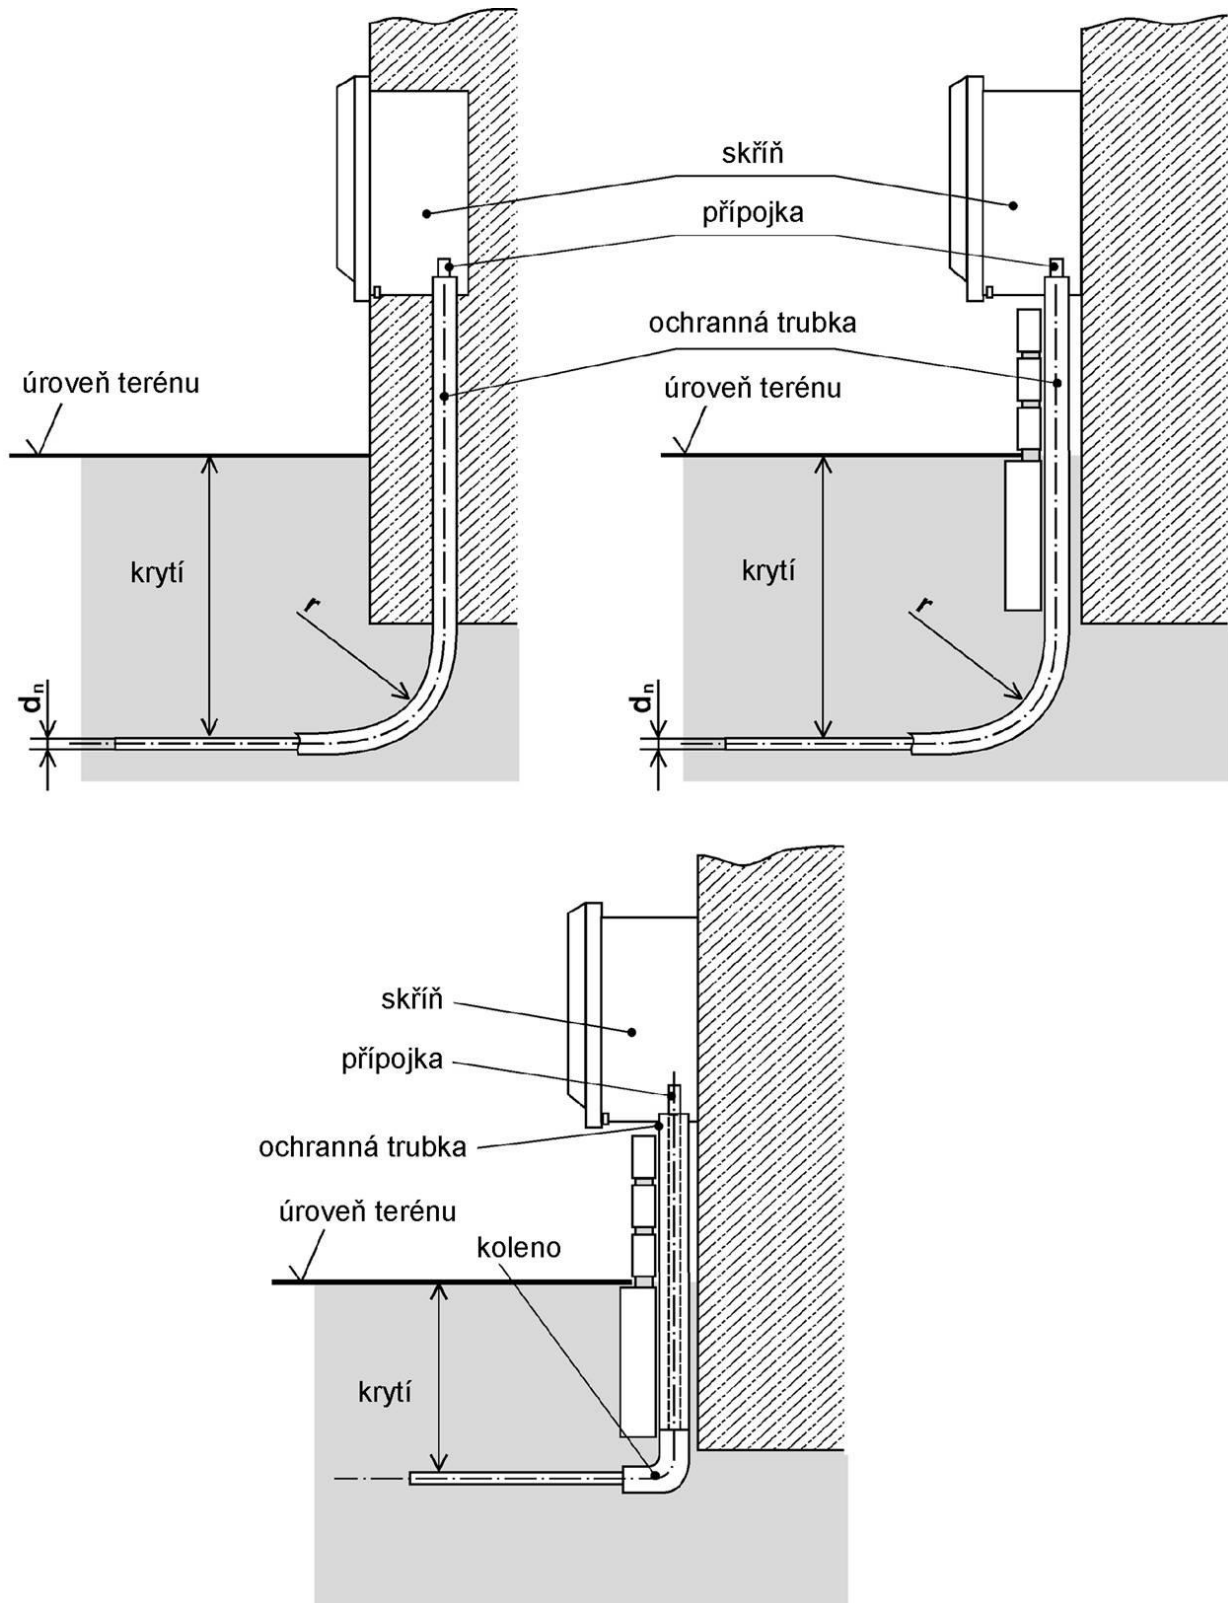 skříň
přípojka
ochranná trubka
úroveň terénu
úroveň terénu
krytí
krytí
r
r
dn
dn
skříň
přípojka
ochranná trubka
úroveň terénu
koleno
krytí